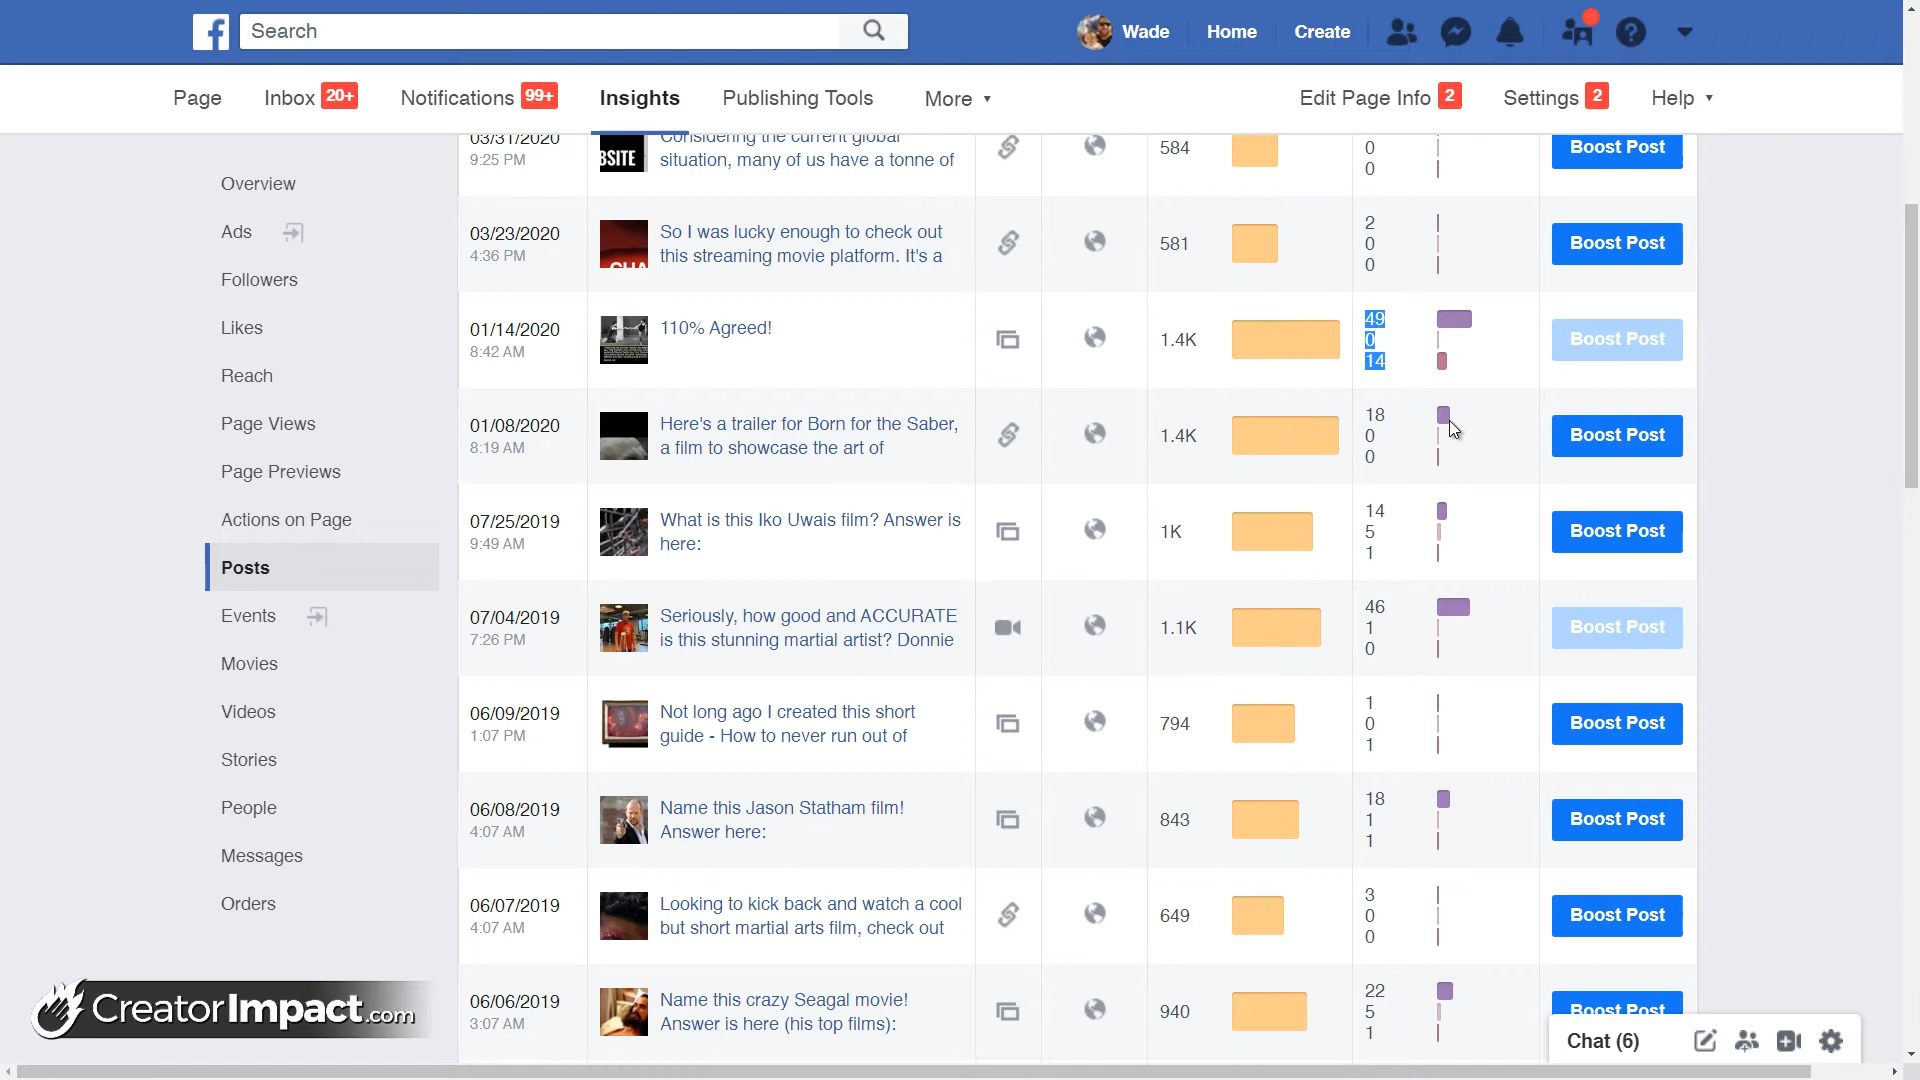 Search
Wade
Home
Create
Page
Inbox 20+
Notifications 99+
Insights
Publishing Tools
More
Edit Page Info 2
Settings 2
Help
Overview
Ads
Followers
Likes
Reach
Page Views
Page Previews
Actions on Page
Posts
Events
Movies
Videos
Stories
People
Messages
Orders
03/31/2020
9:25 PM
BSITE
Considering the current global
situation, many of us have a tonne of
584
0
0
Boost Post
03/23/2020
4:36 PM
So I was lucky enough to check out
this streaming movie platform. It's a
581
2
0
0
Boost Post
01/14/2020
8:42 AM
110% Agreed!
1.4K
49
0
14
Boost Post
01/08/2020
8:19 AM
Here's a trailer for Born for the Saber,
a film to showcase the art of
1.4K
18
0
0
Boost Post
07/25/2019
9:49 AM
What is this Iko Uwais film? Answer is
here:
1K
14
5
1
Boost Post
07/04/2019
7:26 PM
Seriously, how good and ACCURATE
is this stunning martial artist? Donnie
1.1K
46
1
0
Boost Post
06/09/2019
1:07 PM
Not long ago I created this short
guide - How to never run out of
794
1
0
1
Boost Post
06/08/2019
4:07 AM
Name this Jason Statham film!
Answer here:
843
18
1
1
Boost Post
06/07/2019
4:07 AM
Looking to kick back and watch a cool
but short martial arts film, check out
649
3
0
0
Boost Post
06/06/2019
3:07 AM
Name this crazy Seagal movie!
Answer is here (his top films):
940
22
5
1
Boost Post
Chat (6)
CreatorImpact.com